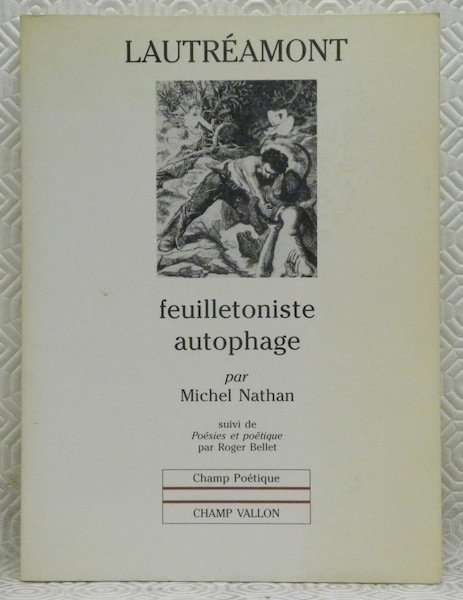 LAUTRÉAMONT
feuilletoniste
autophage
par
Michel Nathan
suivi de
Poésies et poétique
par Roger Bellet
Champ Poétique
CHAMP VALLON